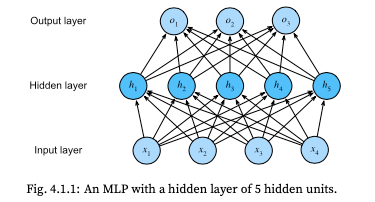 Output layer
o1 o2 o3
Hidden layer
h1 h2 h3 h4 h5
Input layer
x1 x2 x3 x4
Fig. 4.1.1: An MLP with a hidden layer of 5 hidden units.